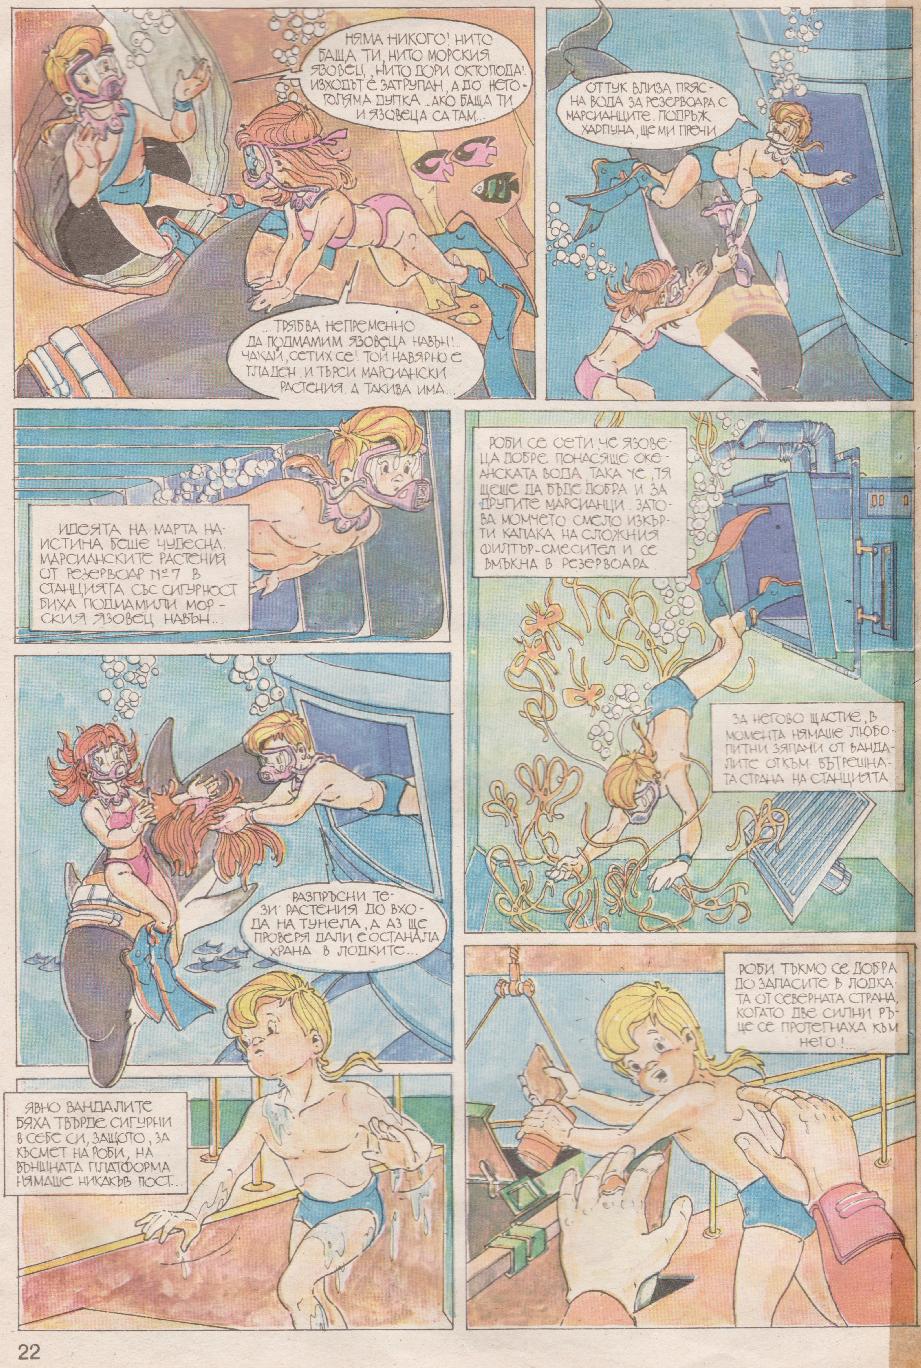 НЯМА НИКОГО! НИТО
БАЩА ТИ, НИТО МОРСКИЯ
ЯЗОВЕЦ, НИТО ДОРИ ОКТОПОДА!
ИЗХОДЪТ Е ЗАТРУПАН, А ДО НЕГО-
ГОЛЯМА ДУПКА... АКО БАЩА ТИ
И ЯЗОВЕЦА СА ТАМ...
... ТРЯБВА НЕПРЕМЕННО
ДА ПОДМАМИМ ЯЗОВЕЦА НАВЪН!..
ЧАКАЙ, СЕТИХ СЕ! ТОЙ НАВЯРНО Е
ГЛАДЕН И ТЪРСИ МАРСИАНСКИ
РАСТЕНИЯ. А ТАКИВА ИМА...
ОТТУК ВЛИЗА ПРЯС-
НА ВОДА ЗА РЕЗЕРВОАРА С
МАРСИАНЦИТЕ. ПОДРЪЖ
ХАРПУНА, ЩЕ МИ ПРЕЧИ
ИДЕЯТА НА МАРТА НА-
ИСТИНА БЕШЕ ЧУДЕСНА.
МАРСИАНСКИТЕ РАСТЕНИЯ
ОТ РЕЗЕРВОАР №7 В
СТАНЦИЯТА СЪС СИГУРНОСТ
БИХА ПОДМАМИЛИ МОР-
СКИЯ ЯЗОВЕЦ НАВЪН...
РОБИ СЕ СЕТИ ЧЕ ЯЗОВЕ-
ЦА ДОБРЕ ПОНАСЯШЕ ОКЕ-
АНСКАТА ВОДА, ТАКА ЧЕ, ТЯ
ЩЕШЕ ДА БЪДЕ ДОБРА И ЗА
ДРУГИТЕ МАРСИАНЦИ. ЗАТО-
ВА МОМЧЕТО СМЕЛО ИЗКЪР-
ТИ КАПАКА НА СЛОЖНИЯ
ФИЛТЪР-СМЕСИТЕЛ И СЕ
ВМЪКНА В РЕЗЕРВОАРА
ЗА НЕГОВО ЩАСТИЕ, В
МОМЕНТА НЯМАШЕ ЛЮБО-
ПИТНИ ЗЯПАЧИ ОТ ВАНДА-
ЛИТЕ ОТКЪМ ВЪТРЕШНА-
ТА СТРАНА НА СТАНЦИЯТА
РАЗПРЪСНИ ТЕ-
ЗИ РАСТЕНИЯ ДО ВХО-
ДА НА ТУНЕЛА, А АЗ ЩЕ
ПРОВЕРЯ ДАЛИ Е ОСТАНАЛА
ХРАНА В ЛОДКИТЕ...
ЯВНО ВАНДАЛИТЕ
БЯХА ТВЪРДЕ СИГУРНИ
В СЕБЕ СИ, ЗАЩОТО, ЗА
КЪСМЕТ НА РОБИ, НА
ВЪНШНАТА ПЛАТФОРМА
НЯМАШЕ НИКАКЪВ ПОСТ...
РОБИ ТЪКМО СЕ ДОБРА
ДО ЗАПАСИТЕ В ЛОДКА-
ТА ОТ СЕВЕРНАТА СТРАНА,
КОГАТО ДВЕ СИЛНИ РЪ-
ЦЕ СЕ ПРОТЕГНАХА КЪМ
НЕГО!...
22